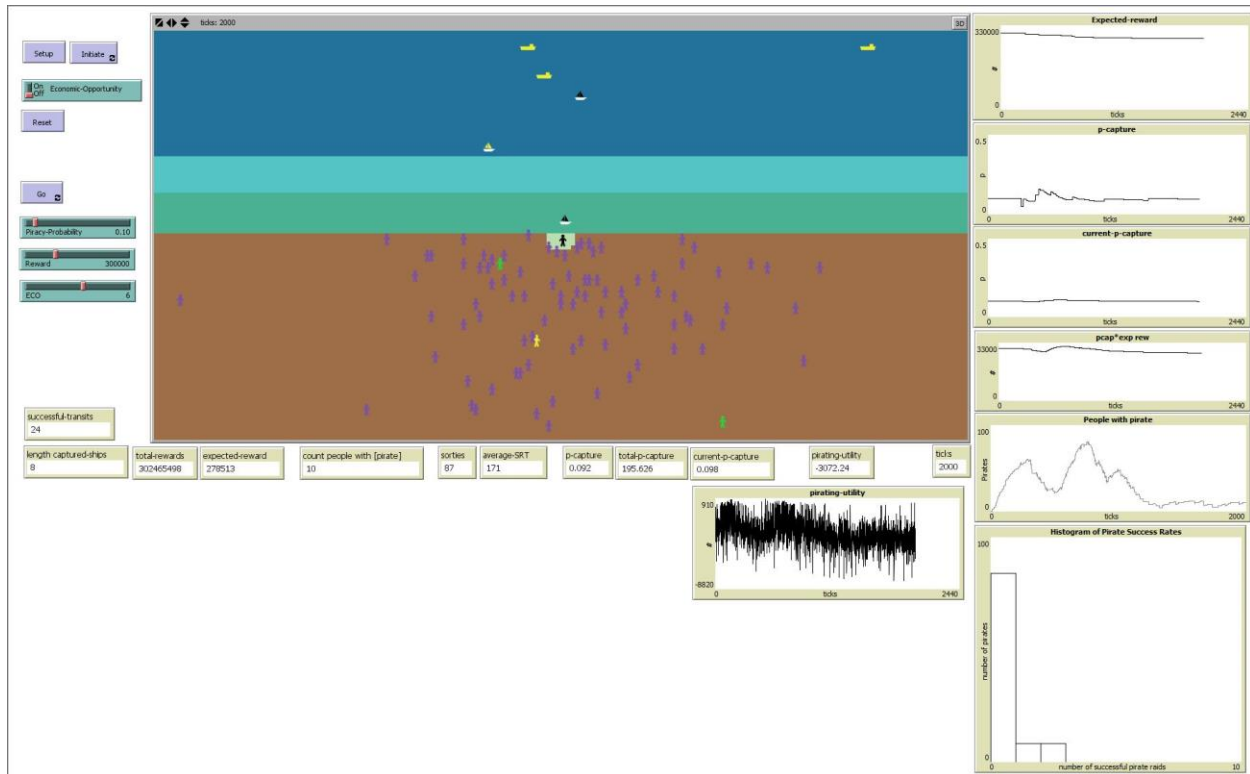 ticks: 2000
3D
Setup
Initiate
On
Off
Economic-Opportunity
Reset
Go
Piracy-Probability 0.10
Reward 300000
ECO 6
successful-transits
24
length captured-ships
8
total-rewards
302465498
expected-reward
278513
count people with [pirate]
10
sorties
87
average-SRT
171
p-capture
0.092
total-p-capture
195.626
current-p-capture
0.098
pirating-utility
-3072.24
ticks
2000
pirating-utility
910
#
-8820
0
ticks
2440
Expected-reward
330000
#
0
0
ticks
2440
p-capture
0.5
p
0
0
ticks
2440
current-p-capture
0.5
p
0
0
ticks
2440
pcap*exp rew
33000
#
0
0
ticks
2440
People with pirate
100
Pirates
0
0
ticks
2000
Histogram of Pirate Success Rates
100
number of pirates
0
0
number of successful pirate raids
10